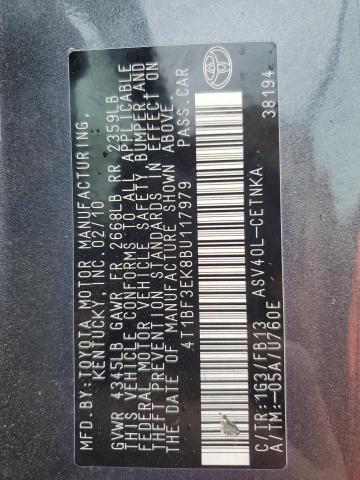 MFD. BY: TOYOTA MOTOR MANUFACTURING,
KENTUCKY, INC. 02/10
GVWR 4345LB GAWR FR 2668LB RR 2359LB
THIS VEHICLE CONFORMS TO ALL APPLICABLE
FEDERAL MOTOR VEHICLE SAFETY, BUMPER, AND
THEFT PREVENTION STANDARDS IN EFFECT ON
THE DATE OF MANUFACTURE SHOWN ABOVE.
4T1BF3EK8BU117979 PASS. CAR
C/TR:1G3/FB13 ASV40L-CETNKA
A/TM:-05A/U760E 38194